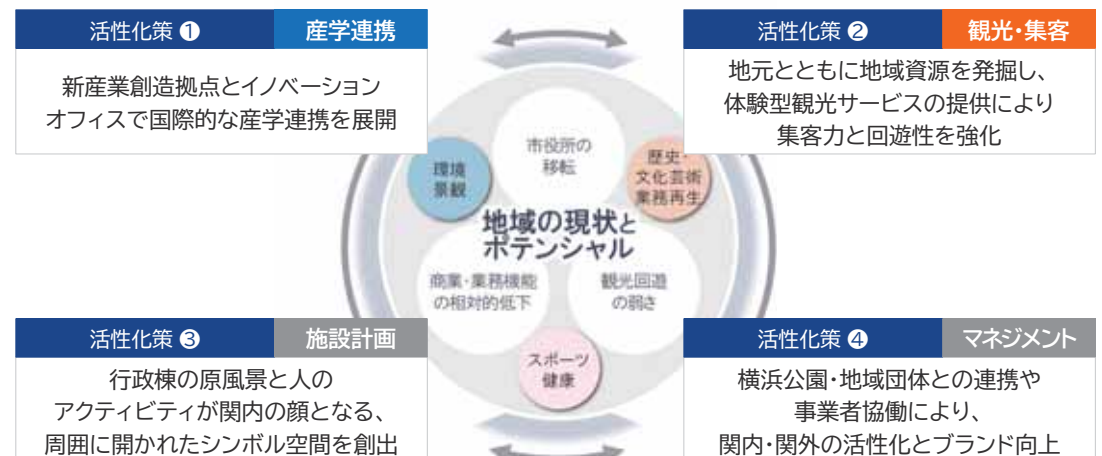 活性化策 ❶ 産学連携
新産業創造拠点とイノベーション
オフィスで国際的な産学連携を展開
活性化策 ❷ 観光・集客
地元とともに地域資源を発掘し、
体験型観光サービスの提供により
集客力と回遊性を強化
市役所の
移転
環境
景観
歴史・
文化芸術
業務再生
地域の現状と
ポテンシャル
商業・業務機能
の相対的低下
観光回遊
の弱さ
スポーツ
健康
活性化策 ❸ 施設計画
行政棟の原風景と人の
アクティビティが関内の顔となる、
周囲に開かれたシンボル空間を創出
活性化策 ❹ マネジメント
横浜公園・地域団体との連携や
事業者協働により、
関内・関外の活性化とブランド向上